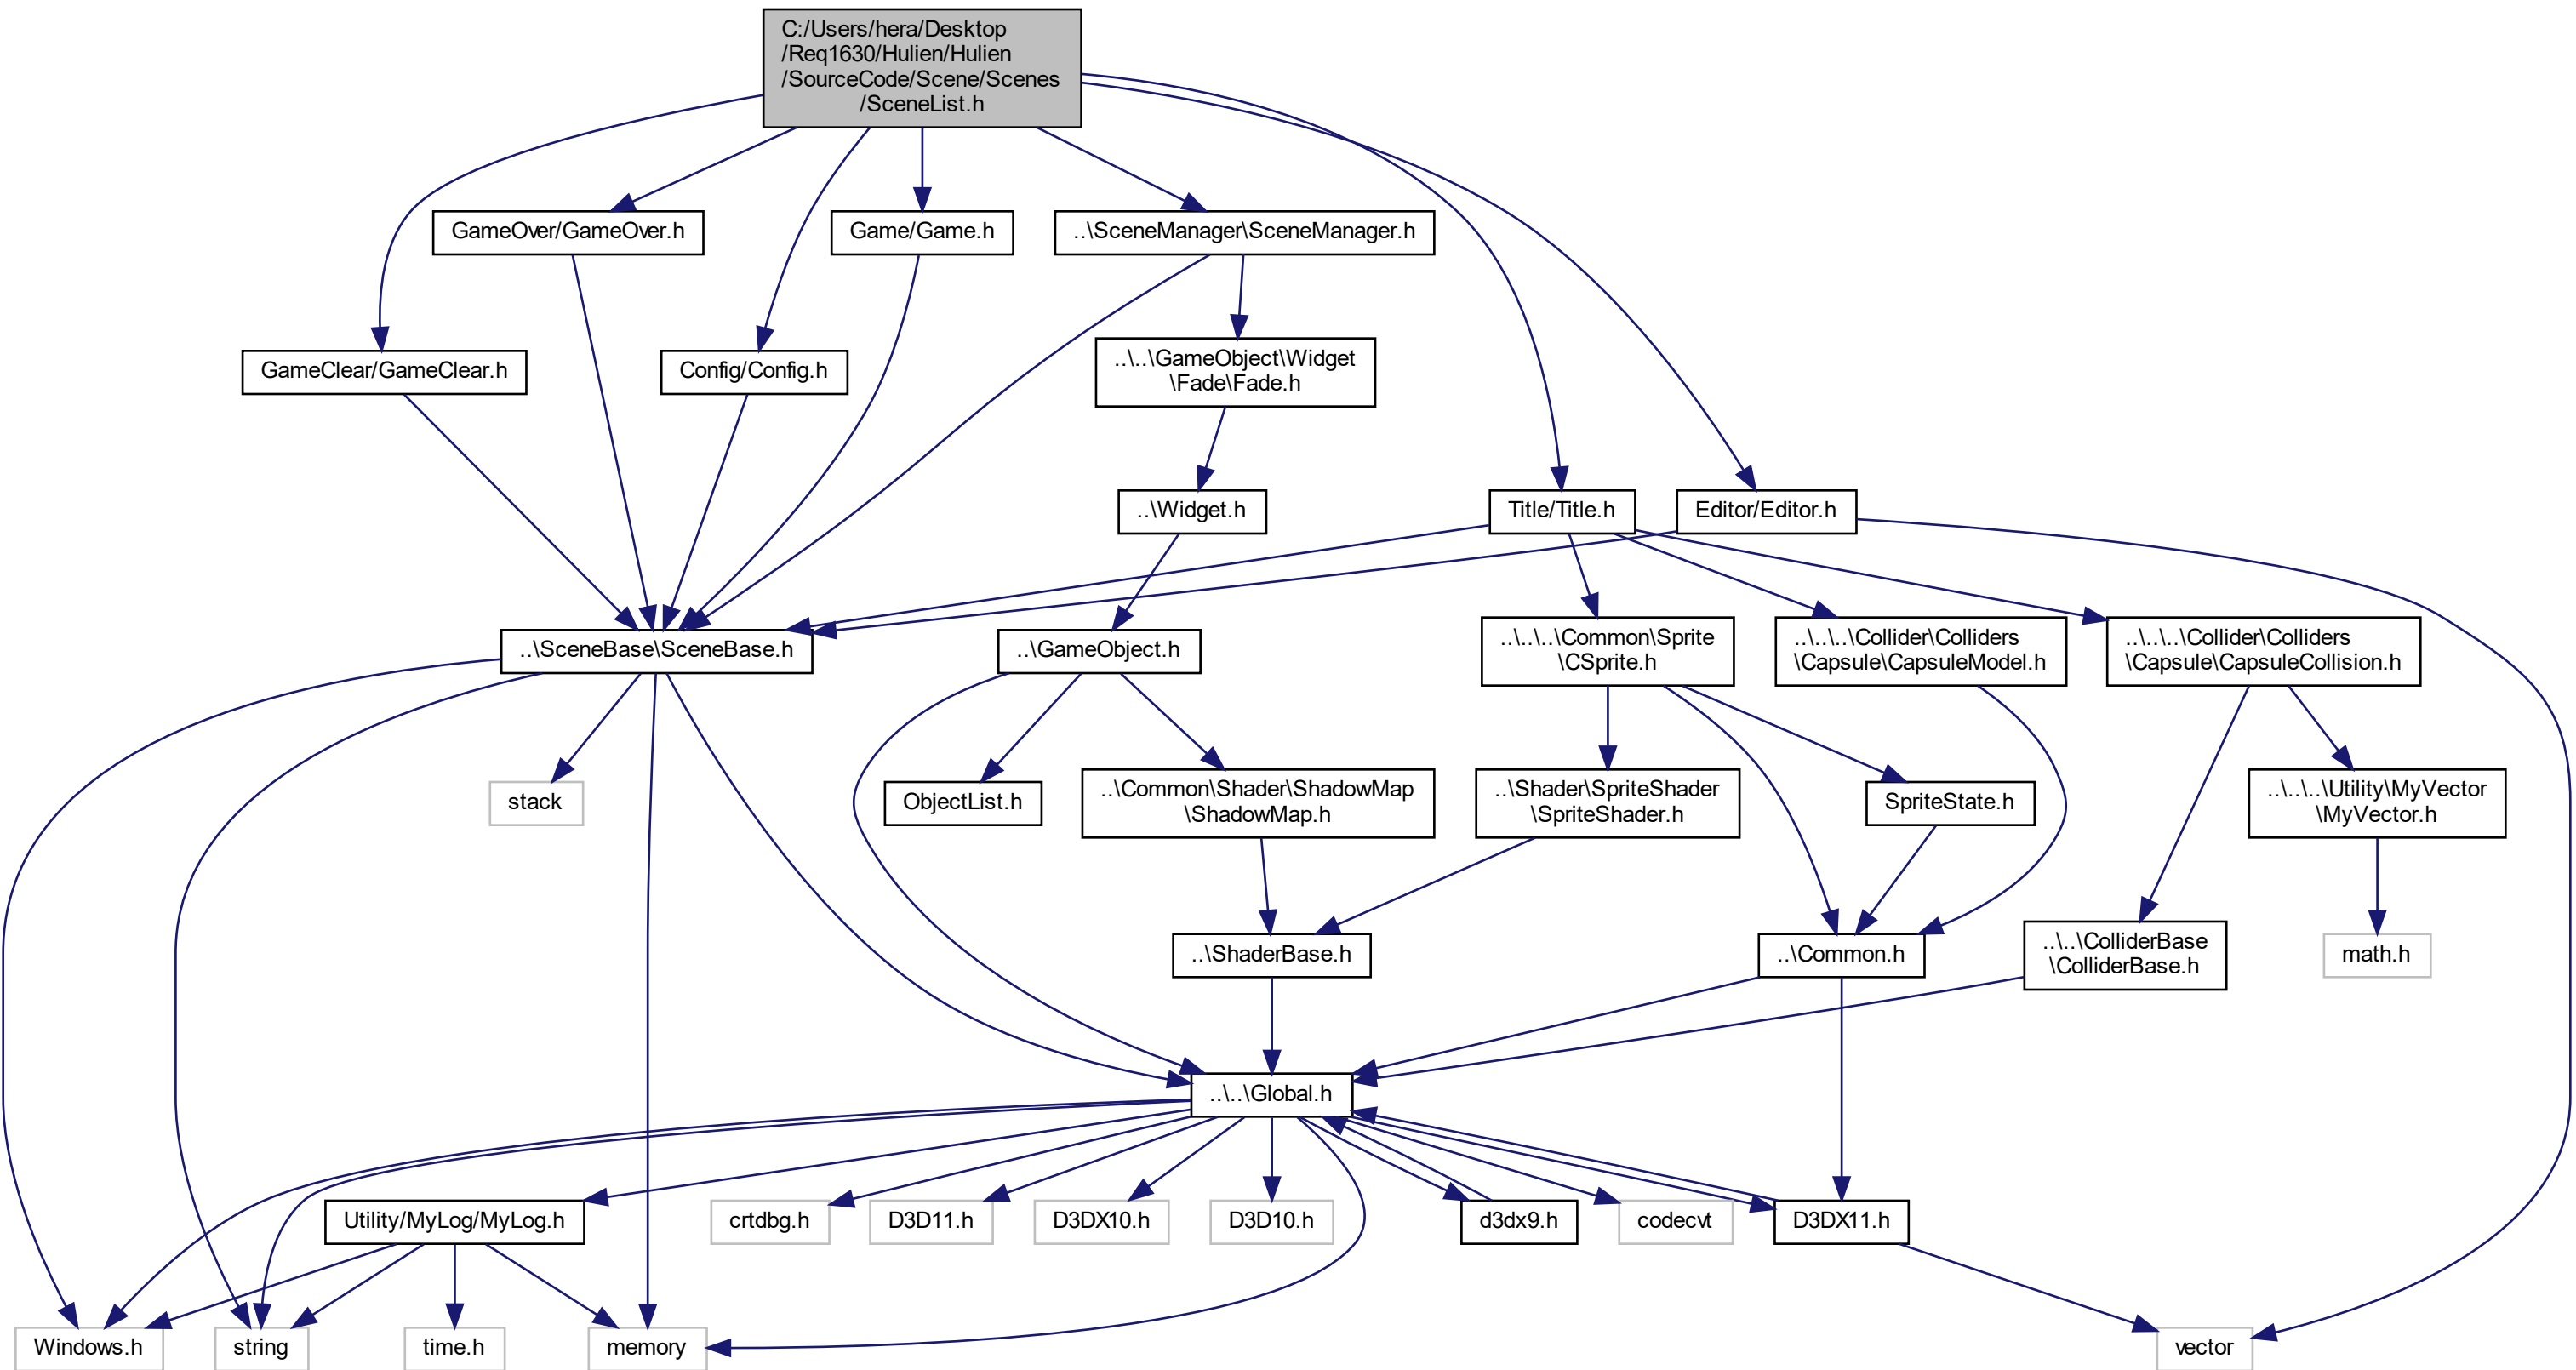 C:/Users/hera/Desktop
/Req1630/Hulien/Hulien
/SourceCode/Scene/Scenes
/SceneList.h
GameOver/GameOver.h
Game/Game.h
..\SceneManager\SceneManager.h
GameClear/GameClear.h
Config/Config.h
..\..\GameObject\Widget
\Fade\Fade.h
..\Widget.h
Title/Title.h
Editor/Editor.h
..\SceneBase\SceneBase.h
..\GameObject.h
..\..\..\Common\Sprite
\CSprite.h
..\..\..\Collider\Colliders
\Capsule\CapsuleModel.h
..\..\..\Collider\Colliders
\Capsule\CapsuleCollision.h
stack
ObjectList.h
..\Common\Shader\ShadowMap
\ShadowMap.h
..\Shader\SpriteShader
\SpriteShader.h
SpriteState.h
..\..\..\Utility\MyVector
\MyVector.h
..\ShaderBase.h
..\Common.h
..\..\ColliderBase
\ColliderBase.h
math.h
..\..\Global.h
Utility/MyLog/MyLog.h
crtdbg.h
D3D11.h
D3DX10.h
D3D10.h
d3dx9.h
codecvt
D3DX11.h
Windows.h
string
time.h
memory
vector